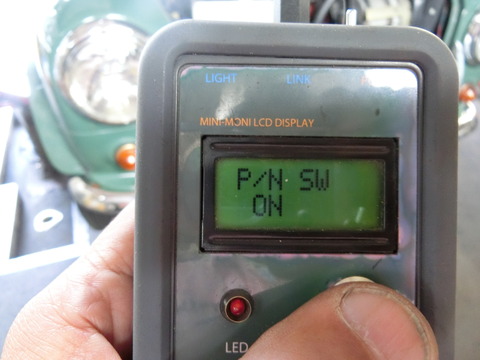 LIGHT LINK
MINI-MONI LCD DISPLAY
P/N SW
ON
LED